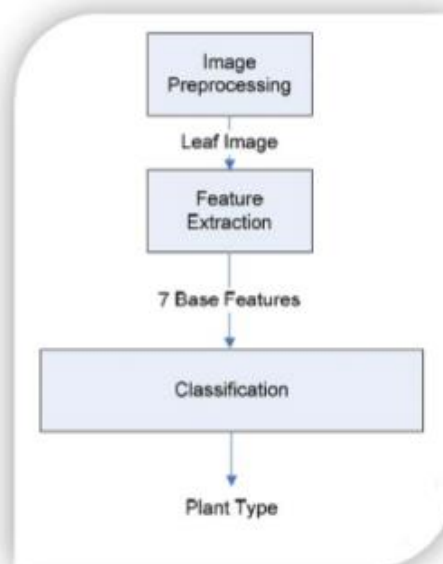 Image
Preprocessing
Leaf Image
Feature
Extraction
7 Base Features
Classification
Plant Type